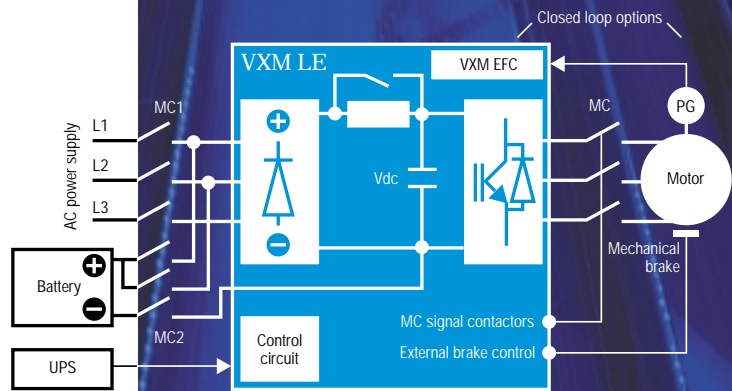 Closed loop options
VXM LE
VXM EFC
MC1
MC
PG
L1
L2
L3
AC power supply
Vdc
Motor
Mechanical
brake
Battery
MC2
MC signal contactors
External brake control
Control
circuit
UPS